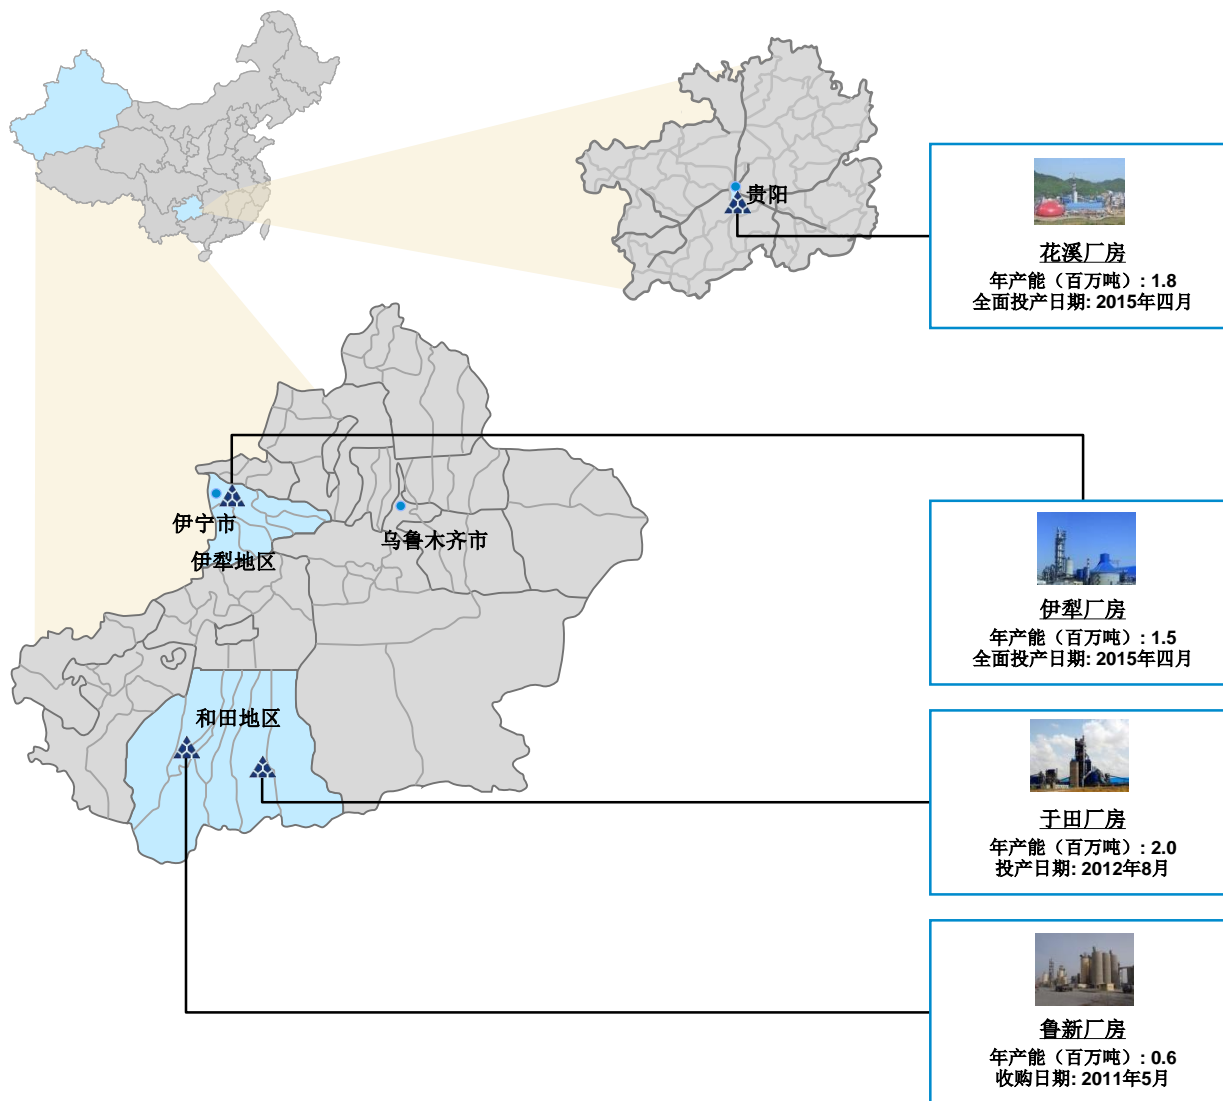 贵阳
花溪厂房
年产能（百万吨）: 1.8
全面投产日期: 2015年四月
伊宁市
伊犁地区
乌鲁木齐市
伊犁厂房
年产能（百万吨）: 1.5
全面投产日期: 2015年四月
和田地区
于田厂房
年产能（百万吨）: 2.0
投产日期: 2012年8月
鲁新厂房
年产能（百万吨）: 0.6
收购日期: 2011年5月